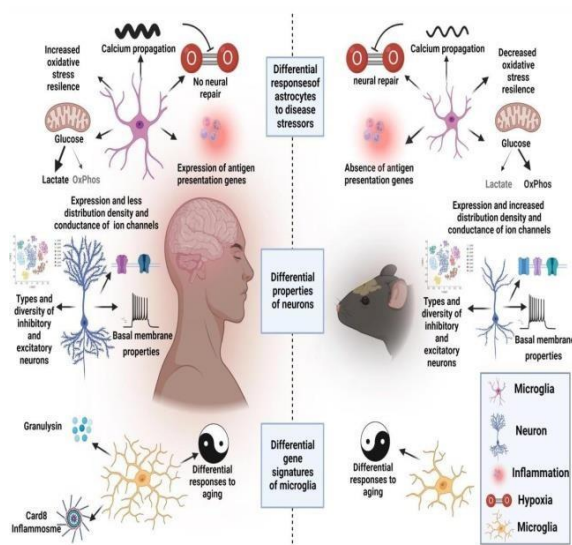 Calcium propagation
Increased
oxidative
stress
resilence
No neural
repair
Glucose
Lactate OxPhos
Expression of antigen
presentation genes
Differential
responsesof
astrocytes
to disease
stressors
Calcium propagation
neural repair
Decreased
oxidative
stress
resilence
Glucose
Lactate OxPhos
Absence of antigen
presentation genes
Expression and less
distribution density and
conductance of ion channels
Types and
diversity of
inhibitory
and
excitatory
neurons
Basal membrane
properties
Differential
properties
of neurons
Expression and increased
distribution density and
conductance of ion channels
Types and
diversity of
inhibitory
and
excitatory
neurons
Basal membrane
properties
Granulysin
Card8
Inflammosme
Differential
responses to
aging
Differential
gene
signatures
of microglia
Differential
responses to
aging
Microglia
Neuron
Inflammation
Hypoxia
Microglia